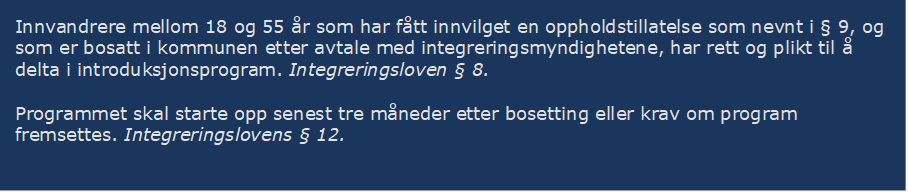 Innvandrere mellom 18 og 55 år som har fått innvilget en oppholdstillatelse som nevnt i § 9, og
som er bosatt i kommunen etter avtale med integreringsmyndighetene, har rett og plikt til å
delta i introduksjonsprogram. Integreringsloven § 8.
Programmet skal starte opp senest tre måneder etter bosetting eller krav om program
fremsettes. Integreringslovens § 12.